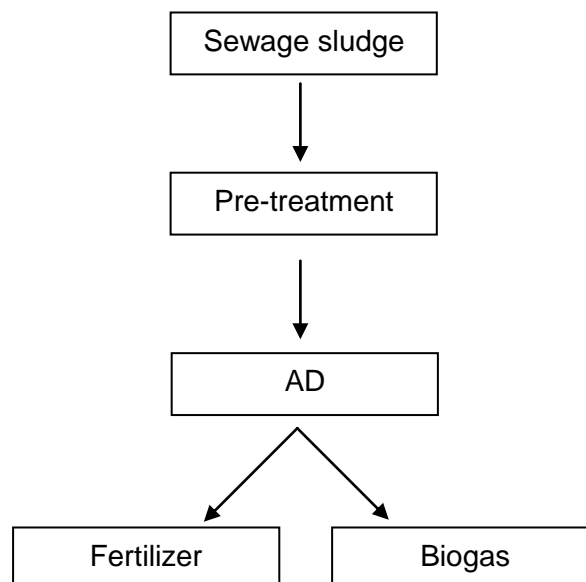 Sewage sludge
Pre-treatment
AD
Fertilizer
Biogas